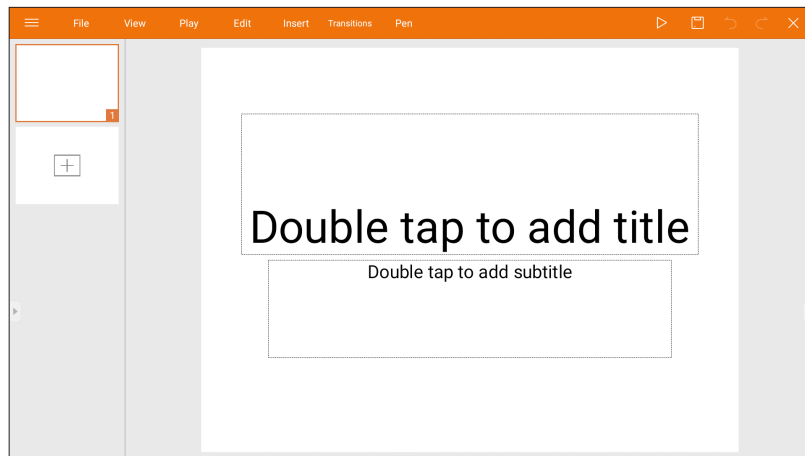 File View Play Edit Insert Transitions Pen
1
Double tap to add title
Double tap to add subtitle